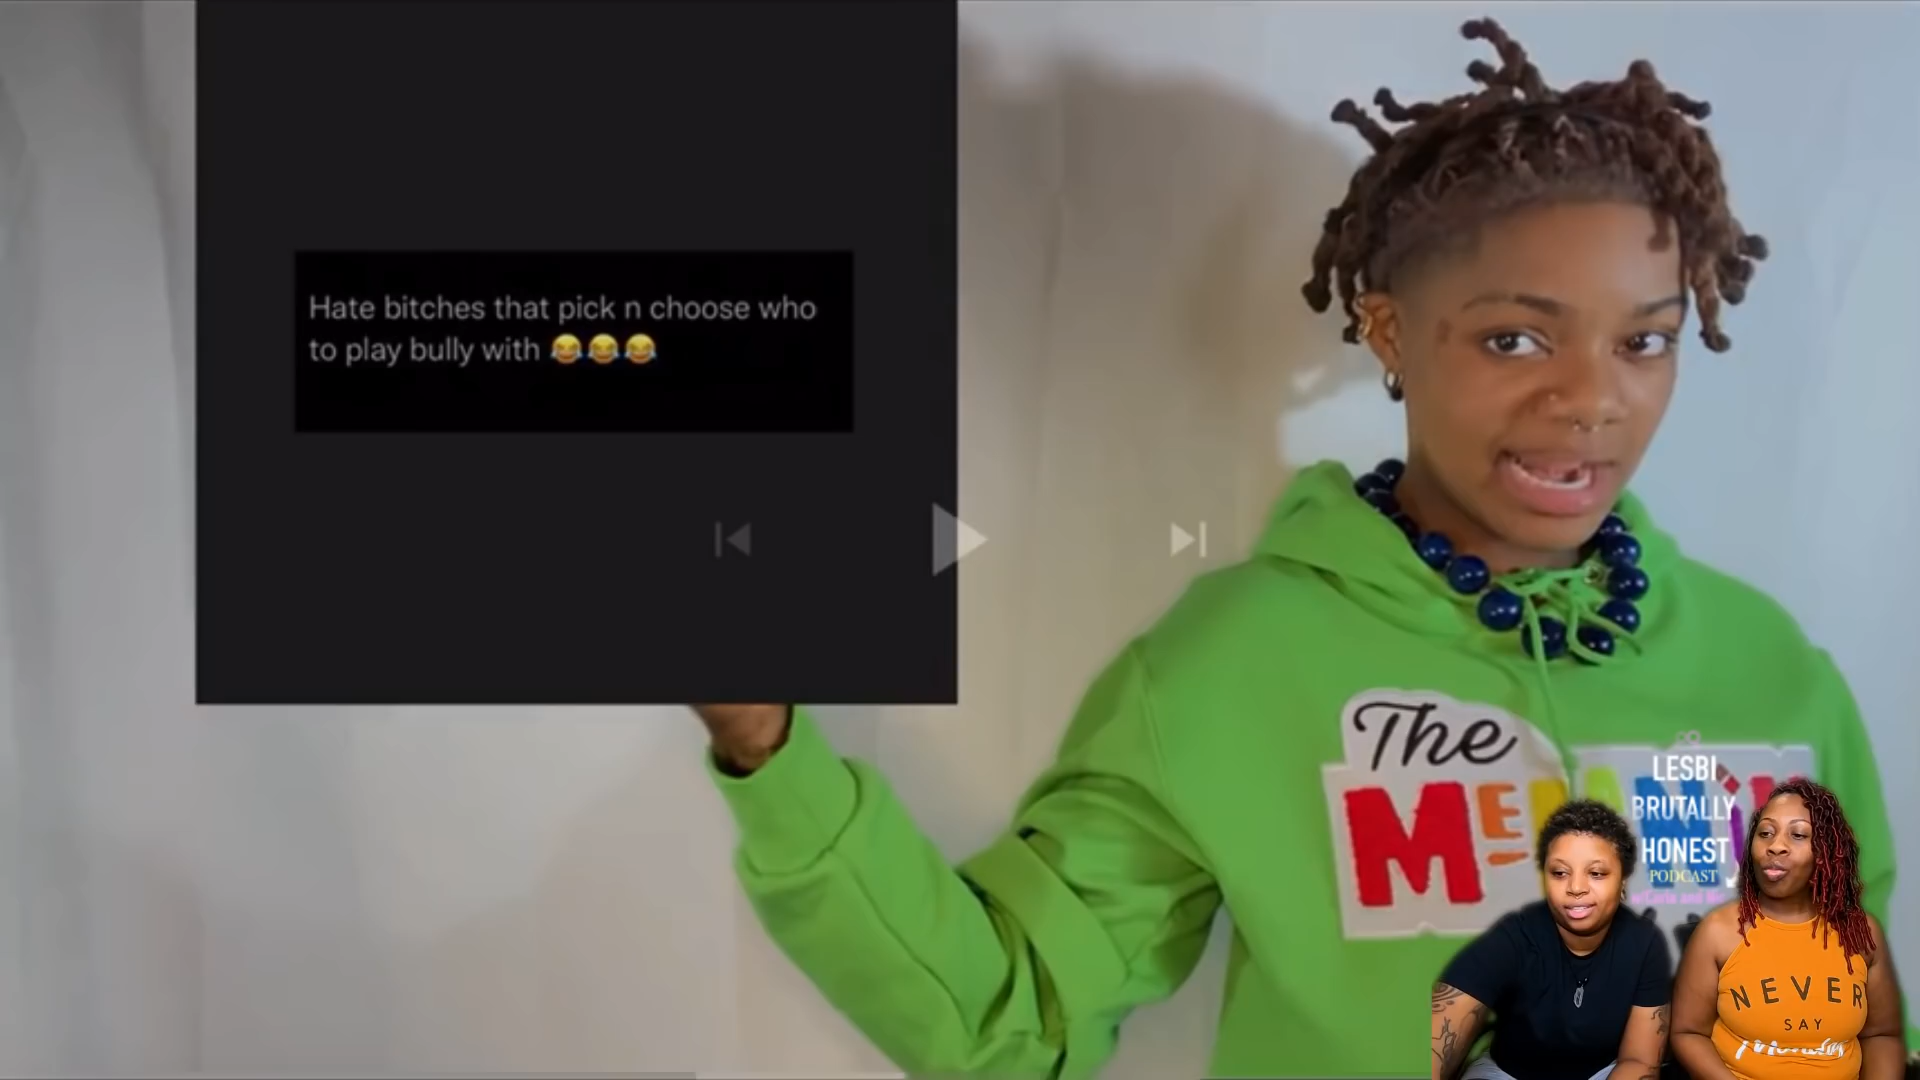 Hate bitches that pick n choose who
to play bully with 😂😂😂
The
LESBI
BRUTALLY
HONEST
PODCAST
NEVER
SAY